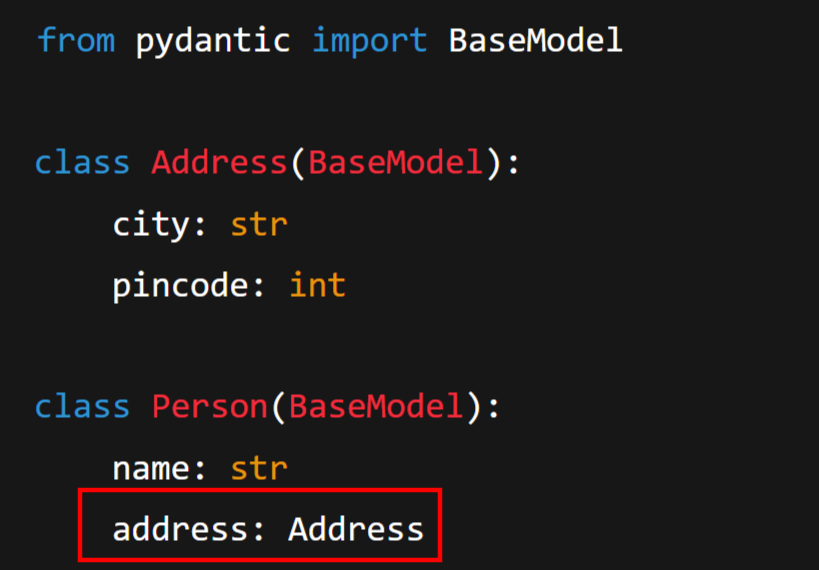 from pydantic import BaseModel
class Address(BaseModel):
    city: str
    pincode: int
class Person(BaseModel):
    name: str
    address: Address